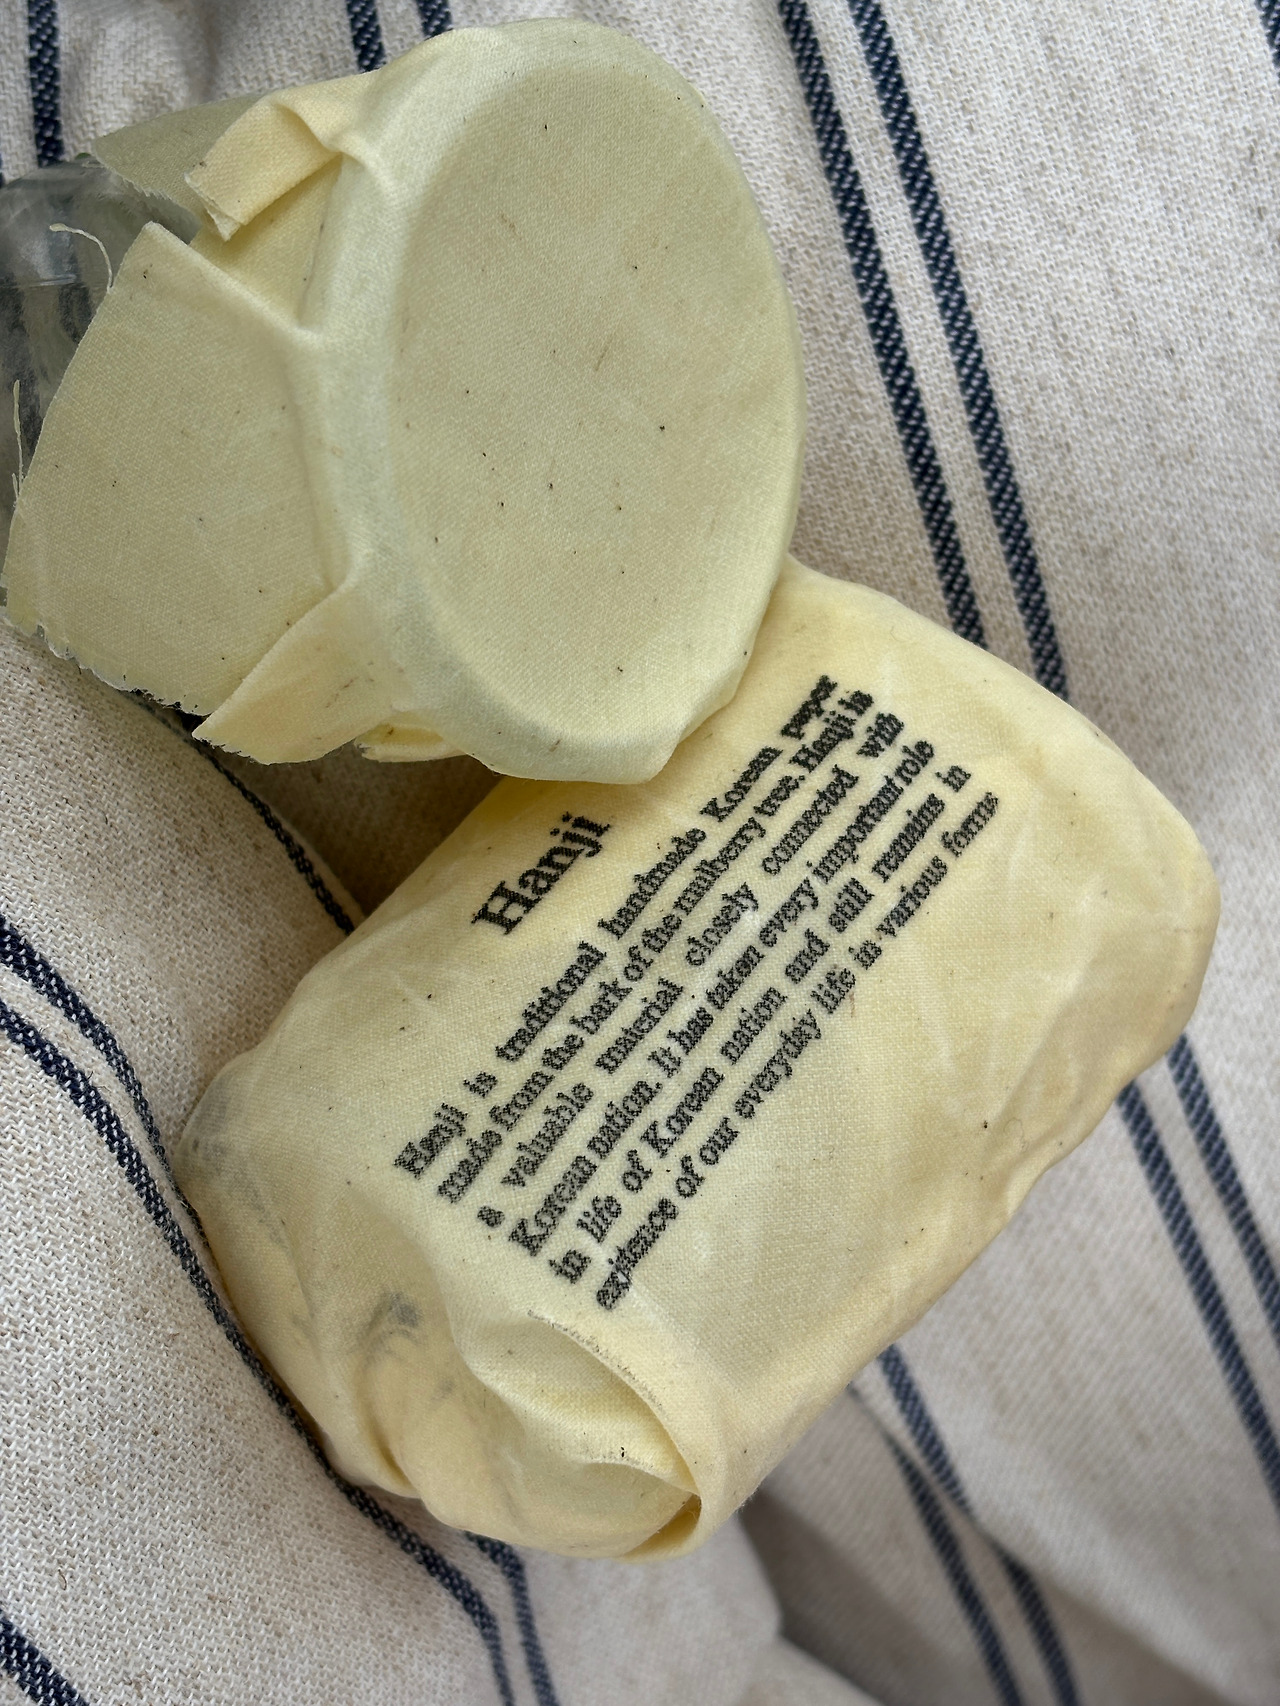 Hanji
Hanji is traditional handmade Korean paper
made from the bark of the mulberry tree. Hanji is
a valuable material closely connected with
Korean nation. It has taken every important role
in life of Korean nation and still remains in
existence of our everyday life in various forms